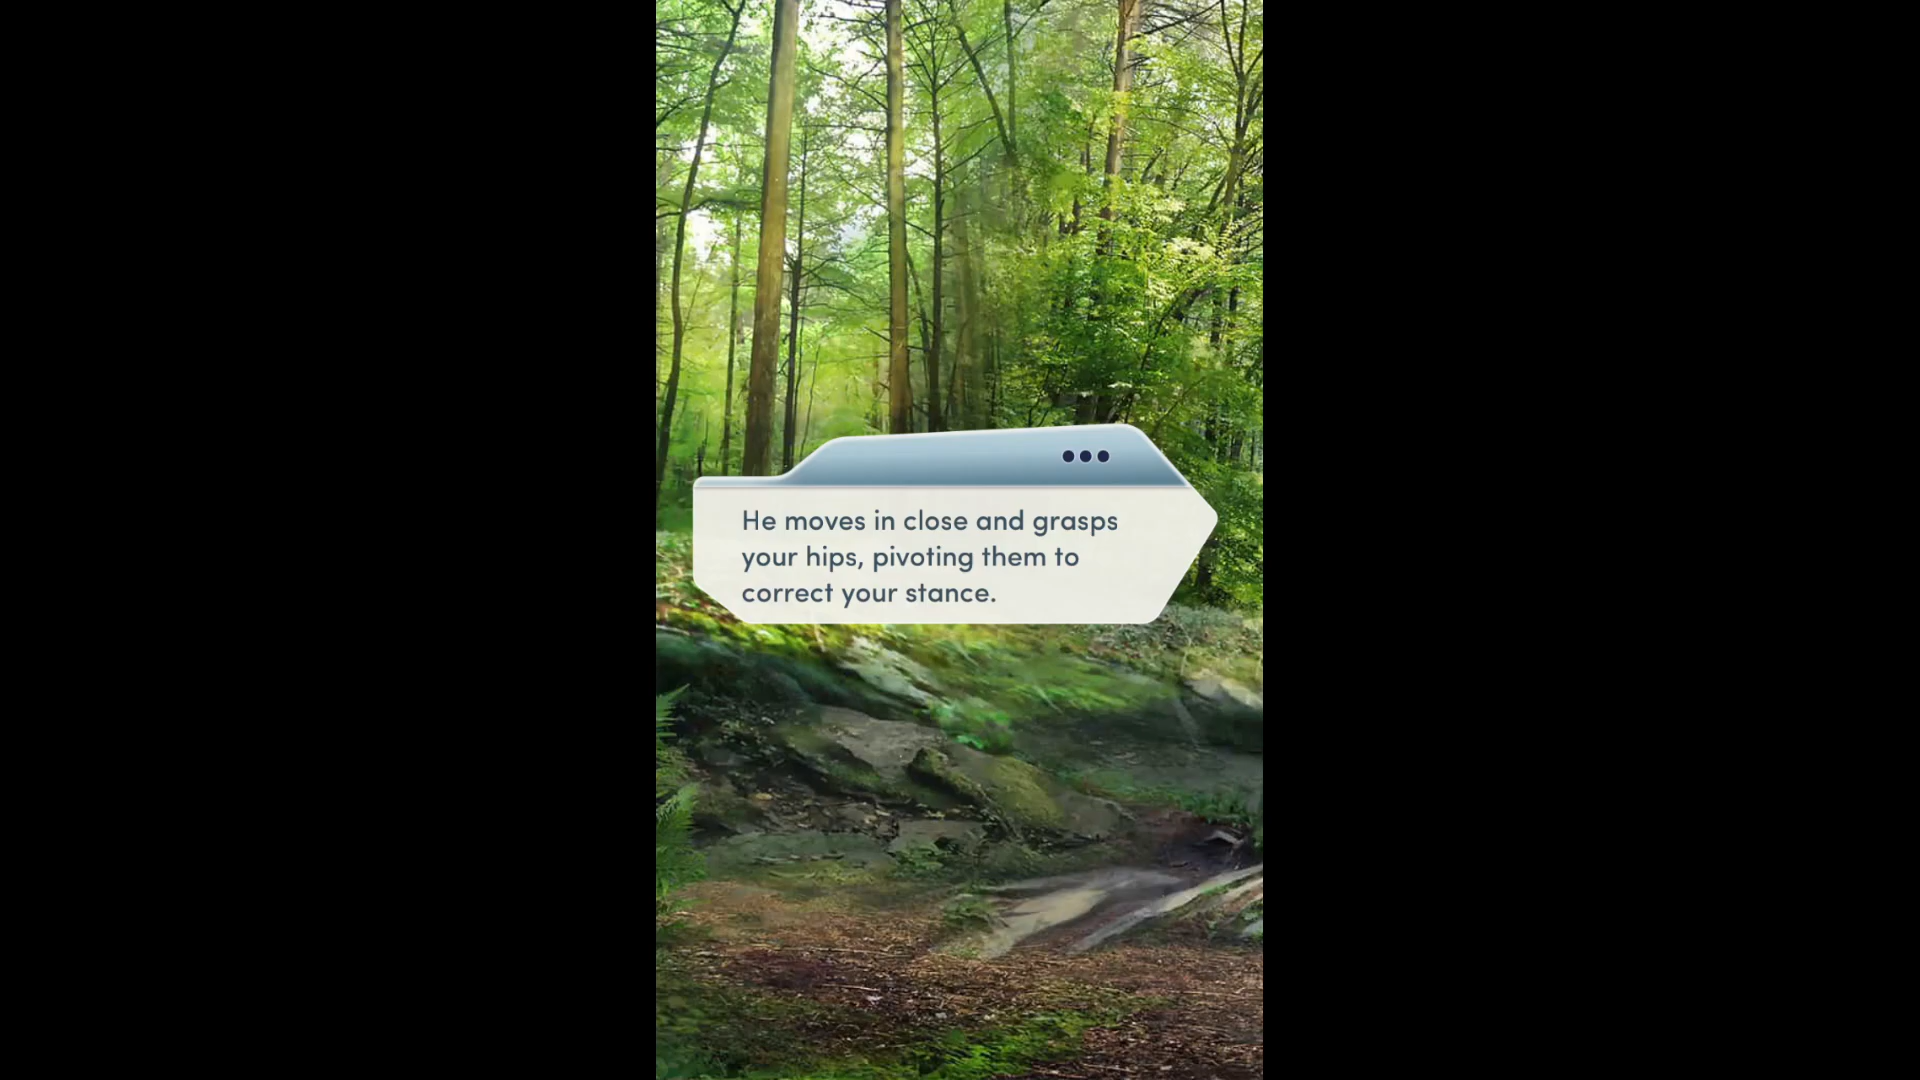 He moves in close and grasps
your hips, pivoting them to
correct your stance.